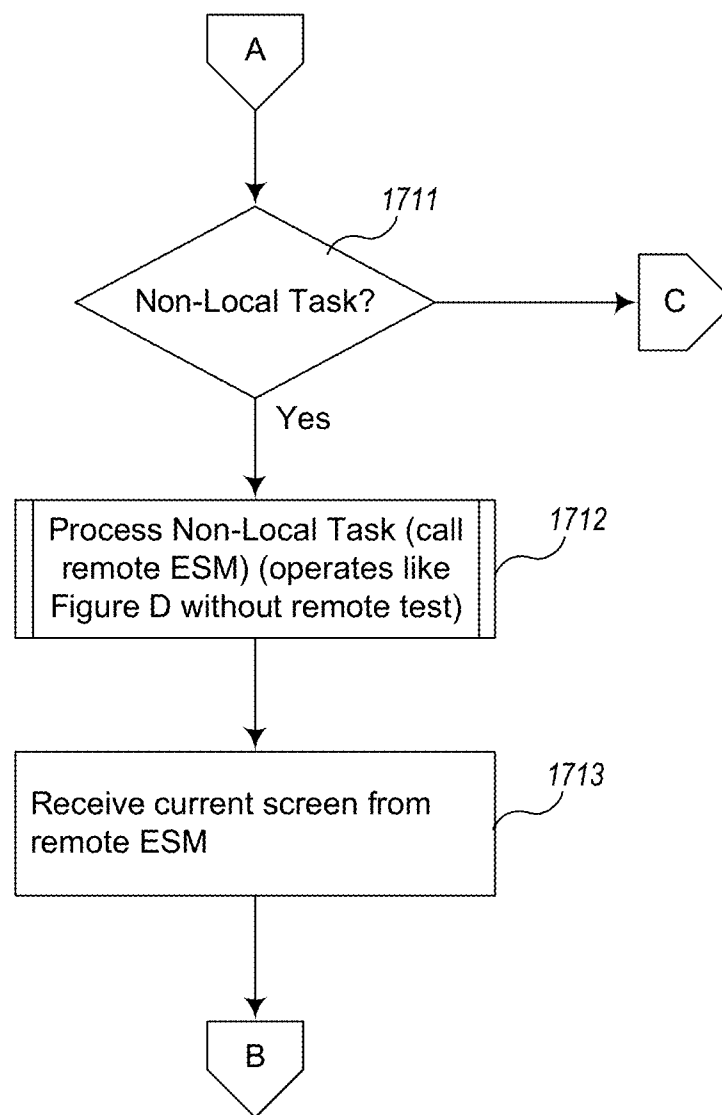 A
1711
Non-Local Task?
C
Yes
Process Non-Local Task (call
remote ESM) (operates like
Figure D without remote test)
1712
Receive current screen from
remote ESM
1713
B